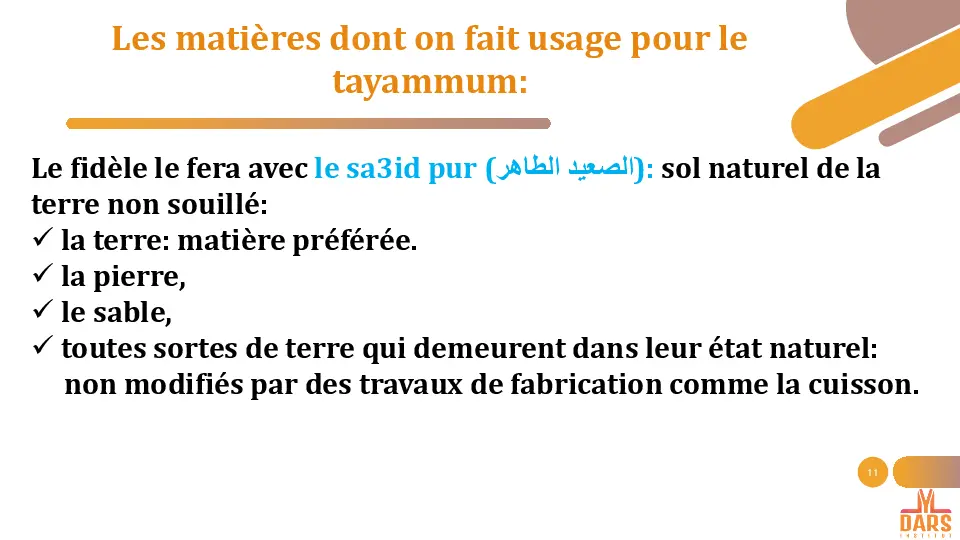 Les matières dont on fait usage pour le
tayammum:
Le fidèle le fera avec le sa3id pur (الصعيد الطاهر): sol naturel de la
terre non souillé:
✓ la terre: matière préférée.
✓ la pierre,
✓ le sable,
✓ toutes sortes de terre qui demeurent dans leur état naturel:
non modifiés par des travaux de fabrication comme la cuisson.
11
DARS
INSTITUT